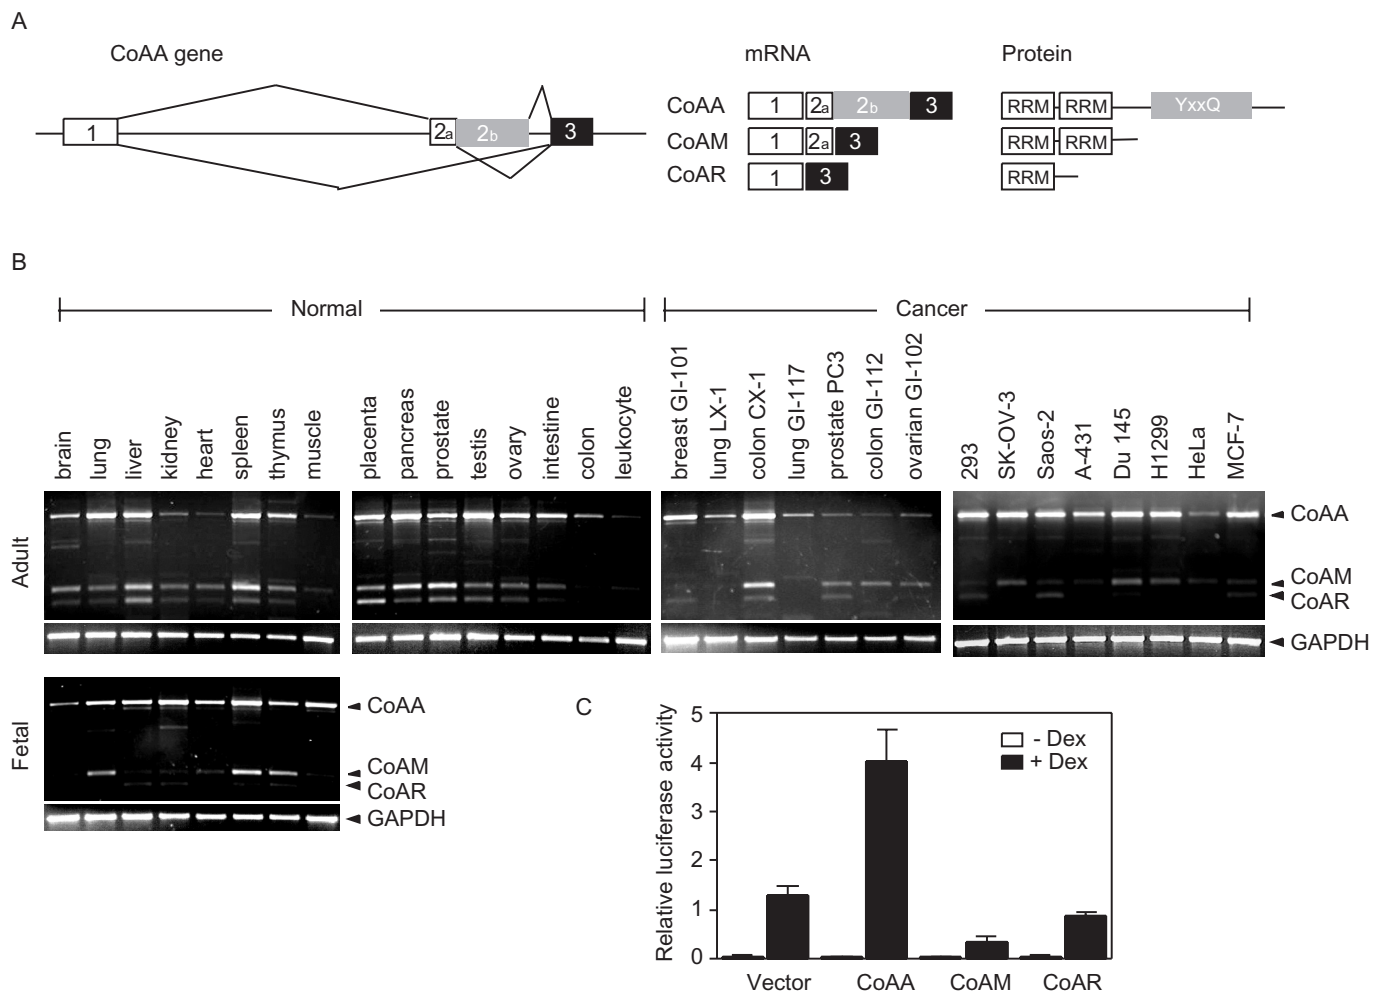 A
CoAA gene
mRNA
Protein
1
2a
2b
3
CoAA
1
2a
2b
3
RRM
RRM
YxxQ
CoAM
1
2a
3
RRM
RRM
CoAR
1
3
RRM
B
Normal
Cancer
brain
lung
liver
kidney
heart
spleen
thymus
muscle
placenta
pancreas
prostate
testis
ovary
intestine
colon
leukocyte
breast GI-101
lung LX-1
colon CX-1
lung GI-117
prostate PC3
colon GI-112
ovarian GI-102
293
SK-OV-3
Saos-2
A-431
Du 145
H1299
HeLa
MCF-7
Adult
CoAA
CoAM
CoAR
GAPDH
Fetal
CoAA
CoAM
CoAR
GAPDH
C
Relative luciferase activity
5
4
3
2
1
0
- Dex
+ Dex
Vector
CoAA
CoAM
CoAR